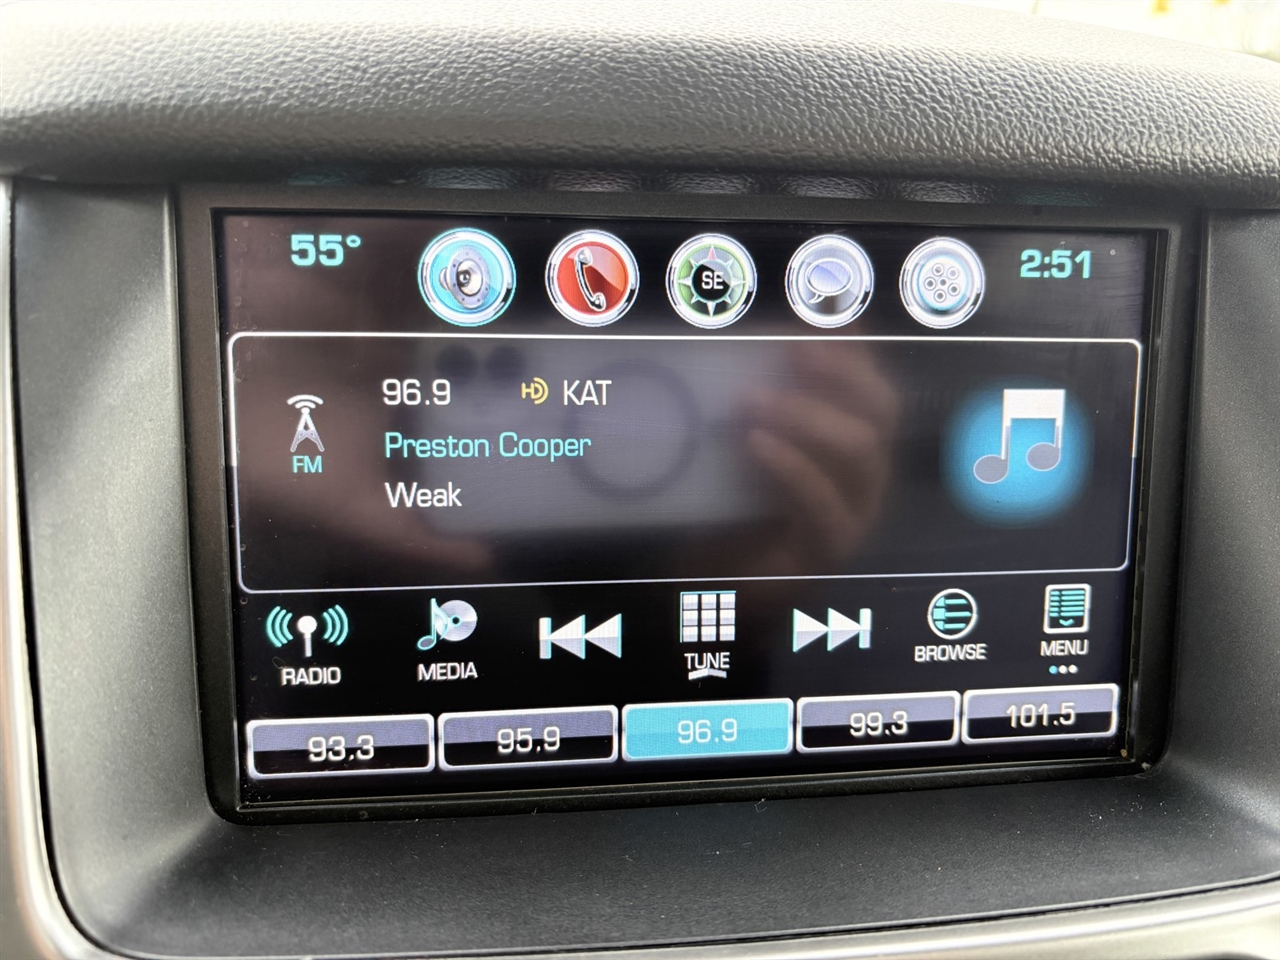 55°
SE
2:51
96.9 HD KAT
FM
Preston Cooper
Weak
RADIO
MEDIA
TUNE
BROWSE
MENU
93.3
95.9
96.9
99.3
101.5